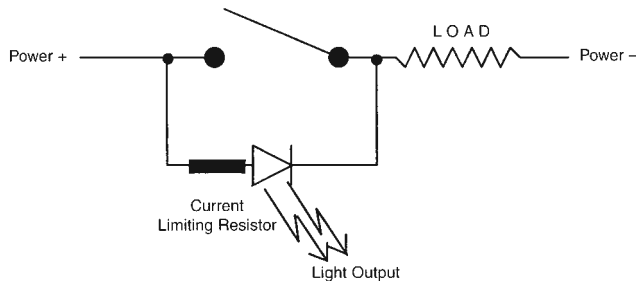 LOAD
Power +
Power –
Current
Limiting Resistor
Light Output